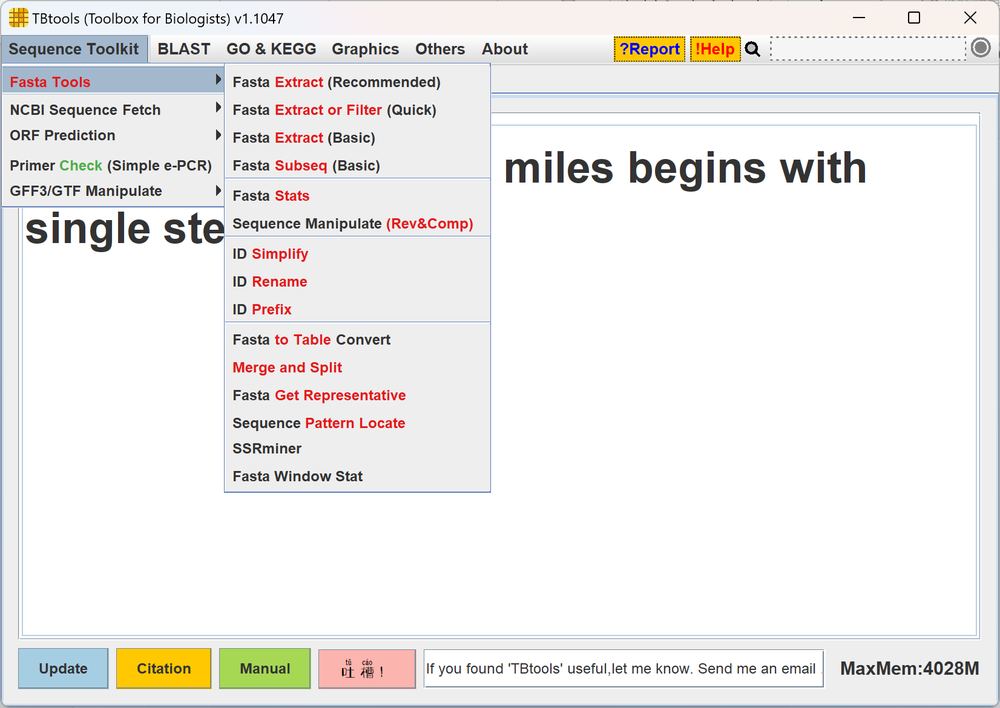 TBtools (Toolbox for Biologists) v1.1047
Sequence Toolkit BLAST GO & KEGG Graphics Others About ?Report !Help
Fasta Tools
NCBI Sequence Fetch
ORF Prediction
Primer Check (Simple e-PCR)
GFF3/GTF Manipulate
Fasta Extract (Recommended)
Fasta Extract or Filter (Quick)
Fasta Extract (Basic)
Fasta Subseq (Basic)
Fasta Stats
Sequence Manipulate (Rev&Comp)
ID Simplify
ID Rename
ID Prefix
Fasta to Table Convert
Merge and Split
Fasta Get Representative
Sequence Pattern Locate
SSRminer
Fasta Window Stat
miles begins with
single ste
Update Citation Manual
tǔ cáo
吐槽!
If you found 'TBtools' useful,let me know. Send me an email .
MaxMem:4028M